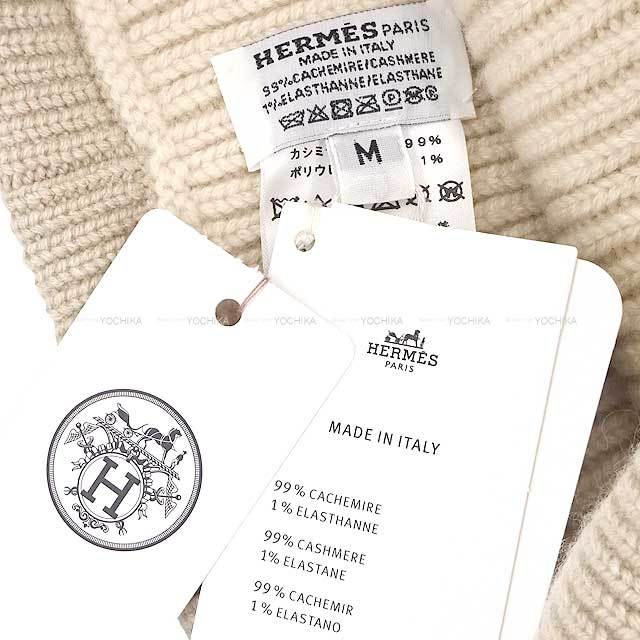 HERMÈS PARIS
MADE IN ITALY
99%CACHEMIRE/CASHMERE
1%ELASTHANNE/ELASTHANE
M
カシミ 99%
ポリウレ 1%
YOCHIKA YOCHIKA YOCHIKA YOCHIKA
HERMÈS
PARIS
H
MADE IN ITALY
99% CACHEMIRE
1% ELASTHANNE
99% CASHMERE
1% ELASTANE
99% CACHEMIR
1% ELASTANO